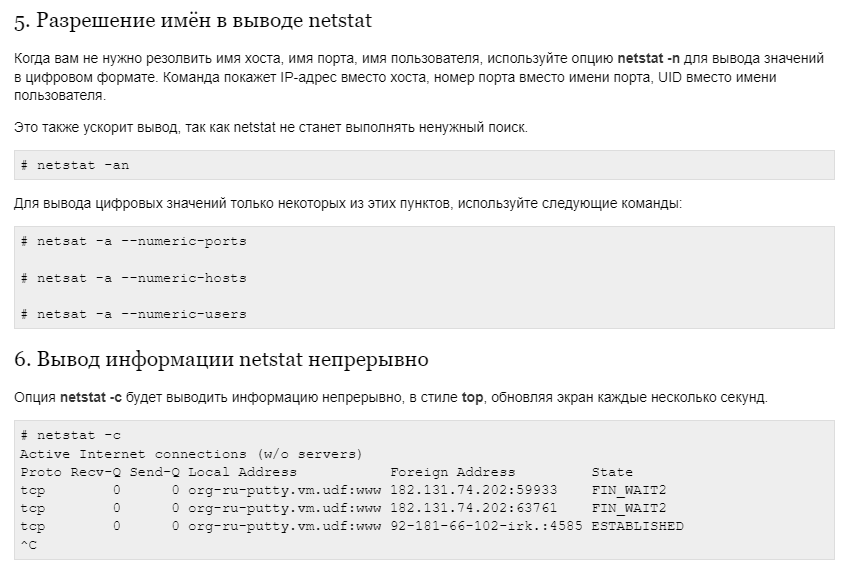 5. Разрешение имён в выводе netstat
Когда вам не нужно резолвить имя хоста, имя порта, имя пользователя, используйте опцию netstat -n для вывода значений
в цифровом формате. Команда покажет IP-адрес вместо хоста, номер порта вместо имени порта, UID вместо имени
пользователя.
Это также ускорит вывод, так как netstat не станет выполнять ненужный поиск.
# netstat -an
Для вывода цифровых значений только некоторых из этих пунктов, используйте следующие команды:
# netsat -a --numeric-ports
# netsat -a --numeric-hosts
# netsat -a --numeric-users
6. Вывод информации netstat непрерывно
Опция netstat -c будет выводить информацию непрерывно, в стиле top, обновляя экран каждые несколько секунд.
# netstat -c
Active Internet connections (w/o servers)
Proto Recv-Q Send-Q Local Address           Foreign Address         State
tcp        0      0 org-ru-putty.vm.udf:www 182.131.74.202:59933    FIN_WAIT2
tcp        0      0 org-ru-putty.vm.udf:www 182.131.74.202:63761    FIN_WAIT2
tcp        0      0 org-ru-putty.vm.udf:www 92-181-66-102-irk.:4585 ESTABLISHED
^C